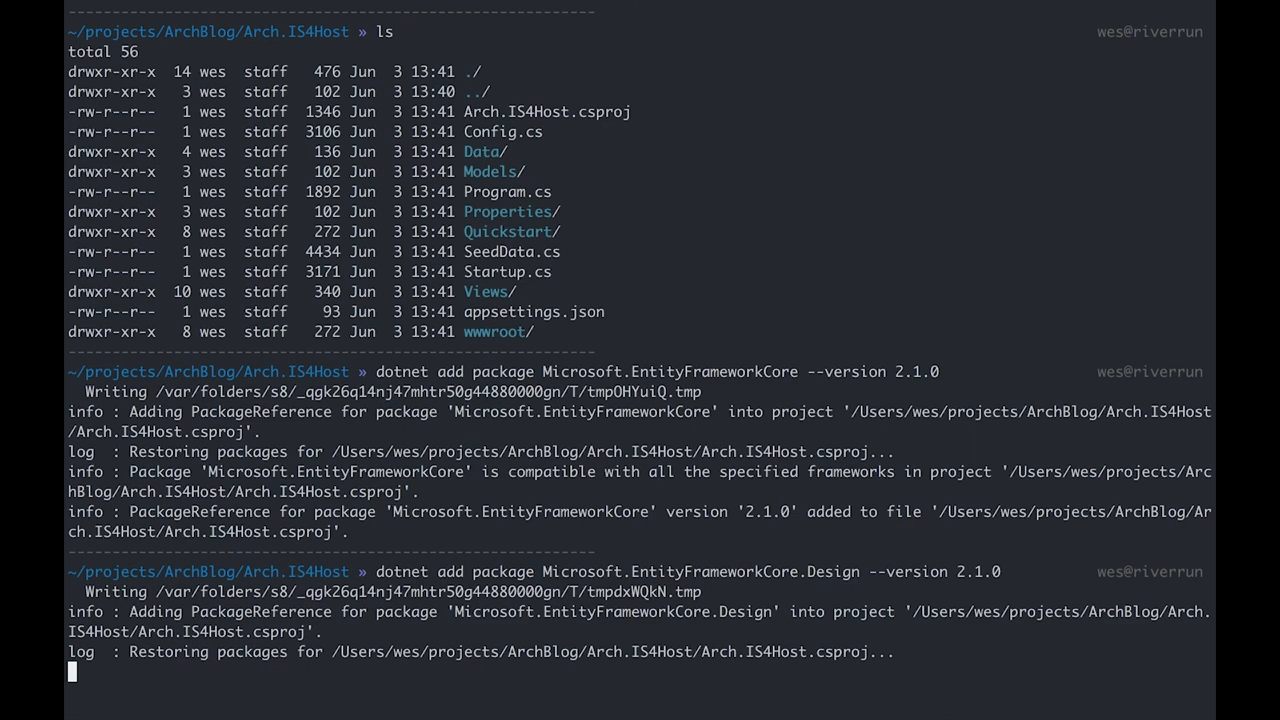 ------------------------------------------------------------
~/projects/ArchBlog/Arch.IS4Host » ls wes@riverrun
total 56
drwxr-xr-x  14 wes  staff   476 Jun  3 13:41 ./
drwxr-xr-x   3 wes  staff   102 Jun  3 13:40 ../
-rw-r--r--   1 wes  staff  1346 Jun  3 13:41 Arch.IS4Host.csproj
-rw-r--r--   1 wes  staff  3106 Jun  3 13:41 Config.cs
drwxr-xr-x   4 wes  staff   136 Jun  3 13:41 Data/
drwxr-xr-x   3 wes  staff   102 Jun  3 13:41 Models/
-rw-r--r--   1 wes  staff  1892 Jun  3 13:41 Program.cs
drwxr-xr-x   3 wes  staff   102 Jun  3 13:41 Properties/
drwxr-xr-x   8 wes  staff   272 Jun  3 13:41 Quickstart/
-rw-r--r--   1 wes  staff  4434 Jun  3 13:41 SeedData.cs
-rw-r--r--   1 wes  staff  3171 Jun  3 13:41 Startup.cs
drwxr-xr-x  10 wes  staff   340 Jun  3 13:41 Views/
-rw-r--r--   1 wes  staff    93 Jun  3 13:41 appsettings.json
drwxr-xr-x   8 wes  staff   272 Jun  3 13:41 wwwroot/
------------------------------------------------------------
~/projects/ArchBlog/Arch.IS4Host » dotnet add package Microsoft.EntityFrameworkCore --version 2.1.0 wes@riverrun
  Writing /var/folders/s8/_qgk26q14nj47mhtr50g44880000gn/T/tmpOHYuiQ.tmp
info : Adding PackageReference for package 'Microsoft.EntityFrameworkCore' into project '/Users/wes/projects/ArchBlog/Arch.IS4Host
/Arch.IS4Host.csproj'.
log  : Restoring packages for /Users/wes/projects/ArchBlog/Arch.IS4Host/Arch.IS4Host.csproj...
info : Package 'Microsoft.EntityFrameworkCore' is compatible with all the specified frameworks in project '/Users/wes/projects/Arc
hBlog/Arch.IS4Host/Arch.IS4Host.csproj'.
info : PackageReference for package 'Microsoft.EntityFrameworkCore' version '2.1.0' added to file '/Users/wes/projects/ArchBlog/Ar
ch.IS4Host/Arch.IS4Host.csproj'.
------------------------------------------------------------
~/projects/ArchBlog/Arch.IS4Host » dotnet add package Microsoft.EntityFrameworkCore.Design --version 2.1.0 wes@riverrun
  Writing /var/folders/s8/_qgk26q14nj47mhtr50g44880000gn/T/tmpdxWQkN.tmp
info : Adding PackageReference for package 'Microsoft.EntityFrameworkCore.Design' into project '/Users/wes/projects/ArchBlog/Arch.
IS4Host/Arch.IS4Host.csproj'.
log  : Restoring packages for /Users/wes/projects/ArchBlog/Arch.IS4Host/Arch.IS4Host.csproj...